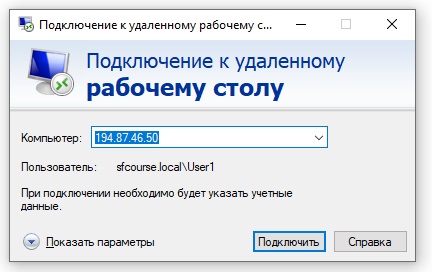 Подключение к удаленному рабочему с...
Подключение к удаленному
рабочему столу
Компьютер: 194.87.46.50
Пользователь: sfcourse.local\User1
При подключении необходимо будет указать учетные
данные.
Показать параметры Подключить Справка